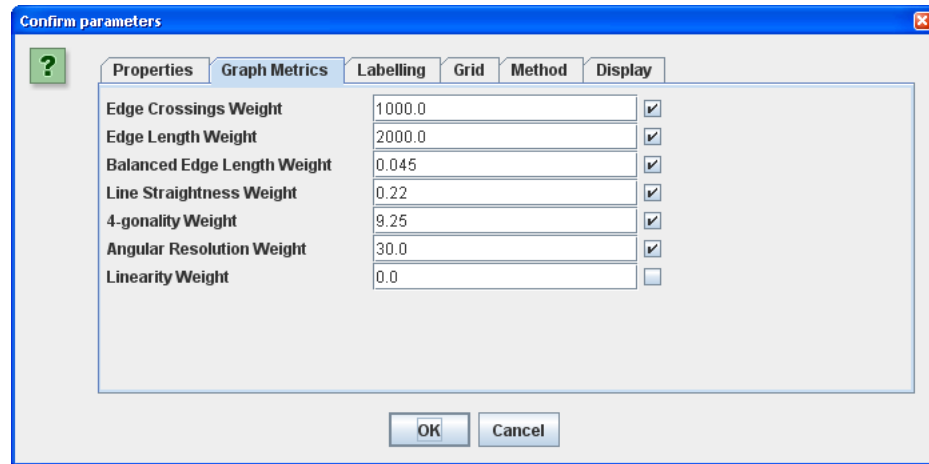 Confirm parameters
?
Properties Graph Metrics Labelling Grid Method Display
Edge Crossings Weight 1000.0
Edge Length Weight 2000.0
Balanced Edge Length Weight 0.045
Line Straightness Weight 0.22
4-gonality Weight 9.25
Angular Resolution Weight 30.0
Linearity Weight 0.0
OK Cancel